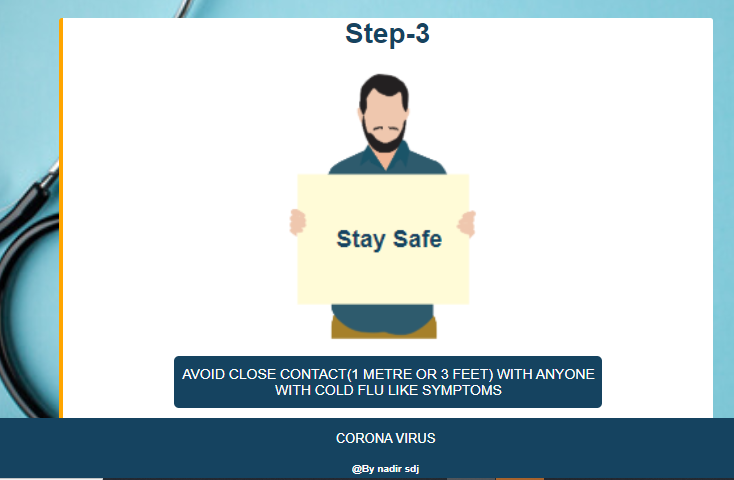 Step-3
Stay Safe
AVOID CLOSE CONTACT(1 METRE OR 3 FEET) WITH ANYONE
WITH COLD FLU LIKE SYMPTOMS
CORONA VIRUS
@By nadir sdj